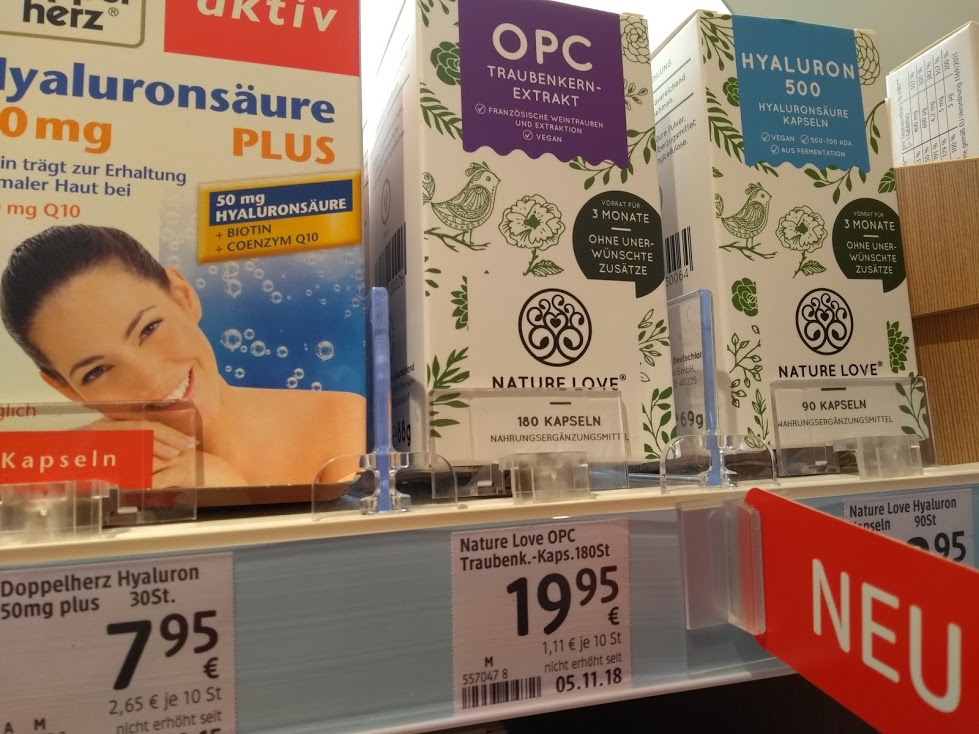 herz®
aktiv
yaluronsäure
0 mg PLUS
in trägt zur Erhaltung
maler Haut bei
mg Q10
50 mg
HYALURONSÄURE
+ BIOTIN
+ COENZYM Q10
Kapseln
OPC
TRAUBENKERN-
EXTRAKT
FRANZÖSISCHE WEINTRAUBEN
UND EXTRAKTION
VEGAN
VORRAT FÜR
3 MONATE
OHNE UNER-
WÜNSCHTE
ZUSÄTZE
NATURE LOVE®
180 KAPSELN
NAHRUNGSERGÄNZUNGSMITTL
HYALURON
500
HYALURONSÄURE
KAPSELN
VEGAN 500-700 KDA
AUS FERMENTATION
VORRAT FÜR
3 MONATE
OHNE UNER-
WÜNSCHTE
ZUSÄTZE
NATURE LOVE®
90 KAPSELN
NAHRUNGSERGÄNZUNGSMITTEL
69g
Doppelherz Hyaluron
50mg plus 30St.
7 95
€
2,65 € je 10 St
nicht erhöht seit
A M
Nature Love OPC
Traubenk.-Kaps.180St
19 95
€
1,11 € je 10 St
M
557047 8
nicht erhöht seit
05.11.18
Nature Love Hyaluron
apseln 90St
95
NEU